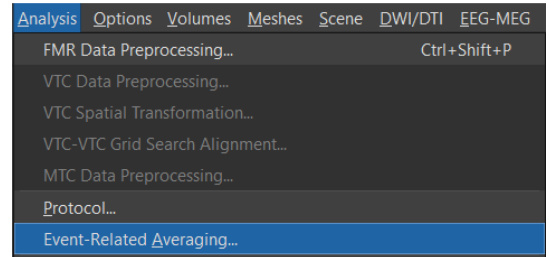 Analysis Options Volumes Meshes Scene DWI/DTI EEG-MEG
FMR Data Preprocessing... Ctrl+Shift+P
VTC Data Preprocessing...
VTC Spatial Transformation...
VTC-VTC Grid Search Alignment...
MTC Data Preprocessing...
Protocol...
Event-Related Averaging...